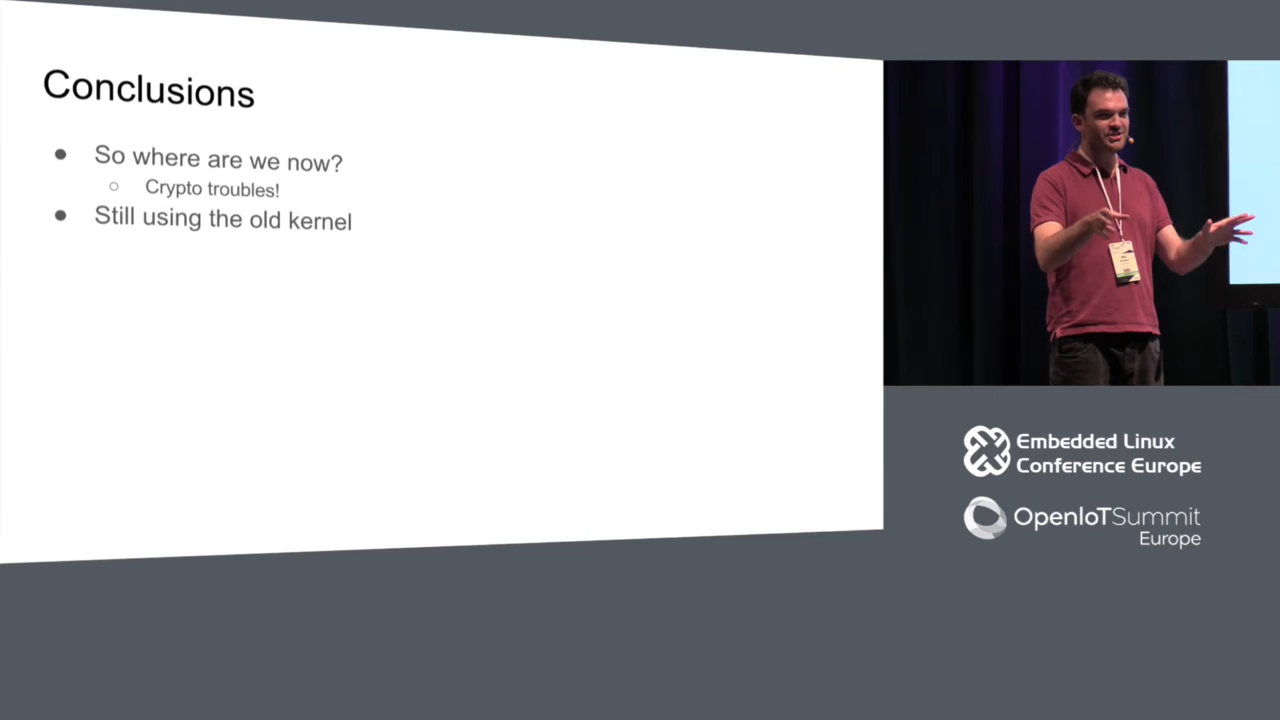 Conclusions
● So where are we now?
○ Crypto troubles!
● Still using the old kernel
Embedded Linux
Conference Europe
OpenIoTSummit
Europe